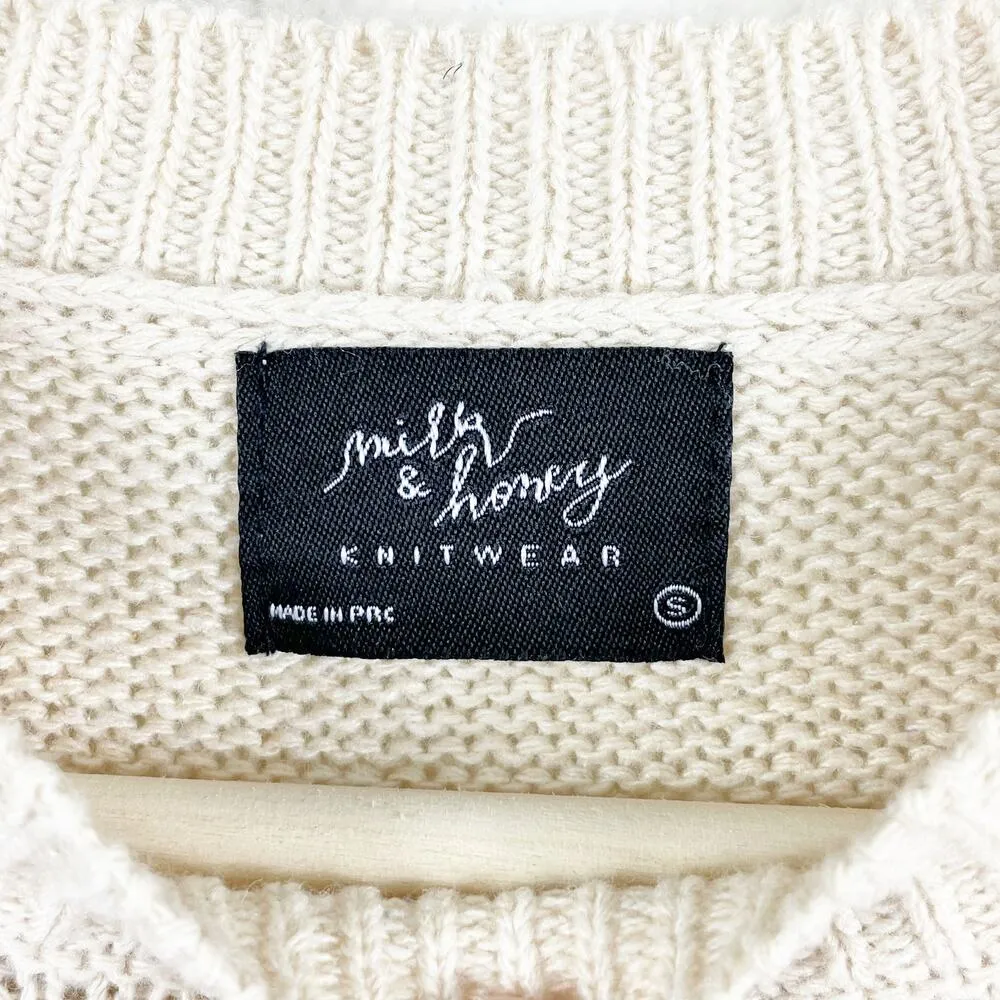 milk
& honey
KNITWEAR
MADE IN PRC
S